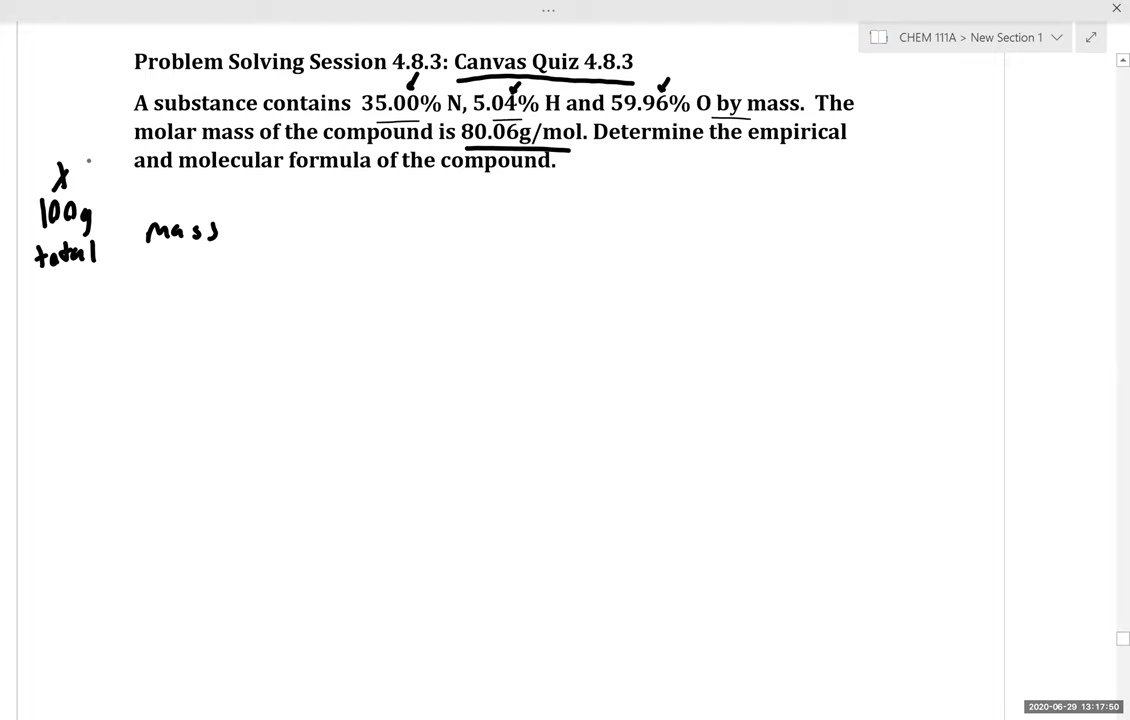 CHEM 111A > New Section 1
Problem Solving Session 4.8.3: Canvas Quiz 4.8.3
A substance contains 35.00% N, 5.04% H and 59.96% O by mass. The
molar mass of the compound is 80.06g/mol. Determine the empirical
and molecular formula of the compound.
100g
total
mass
2020-06-29 13:17:50